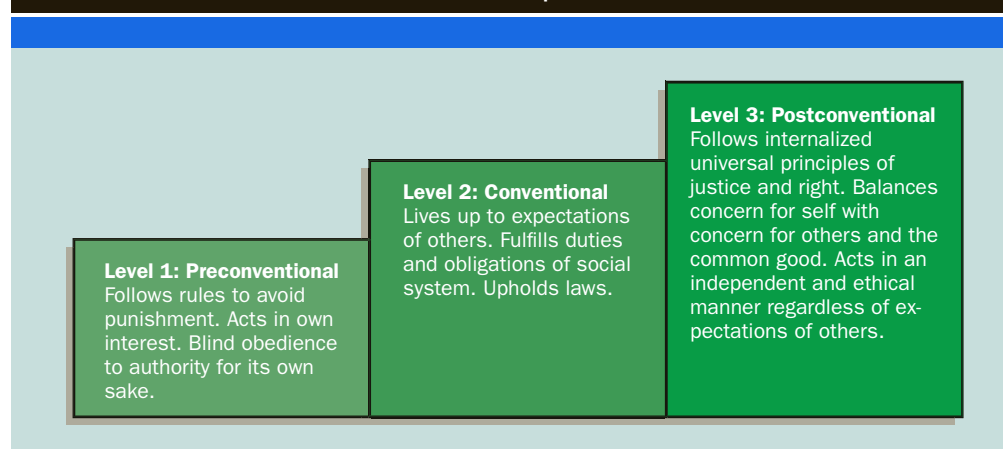 Level 1: Preconventional
Follows rules to avoid
punishment. Acts in own
interest. Blind obedience
to authority for its own
sake.
Level 2: Conventional
Lives up to expectations
of others. Fulfills duties
and obligations of social
system. Upholds laws.
Level 3: Postconventional
Follows internalized
universal principles of
justice and right. Balances
concern for self with
concern for others and the
common good. Acts in an
independent and ethical
manner regardless of ex-
pectations of others.